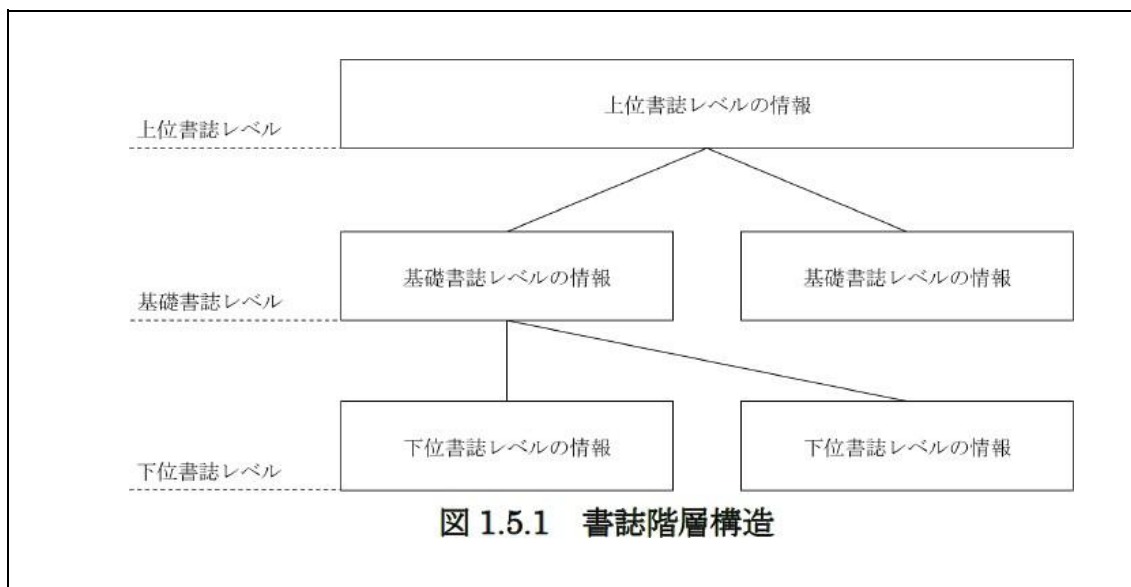 上位書誌レベルの情報
上位書誌レベル
基礎書誌レベルの情報 基礎書誌レベルの情報
基礎書誌レベル
下位書誌レベルの情報 下位書誌レベルの情報
下位書誌レベル
図 1.5.1 書誌階層構造